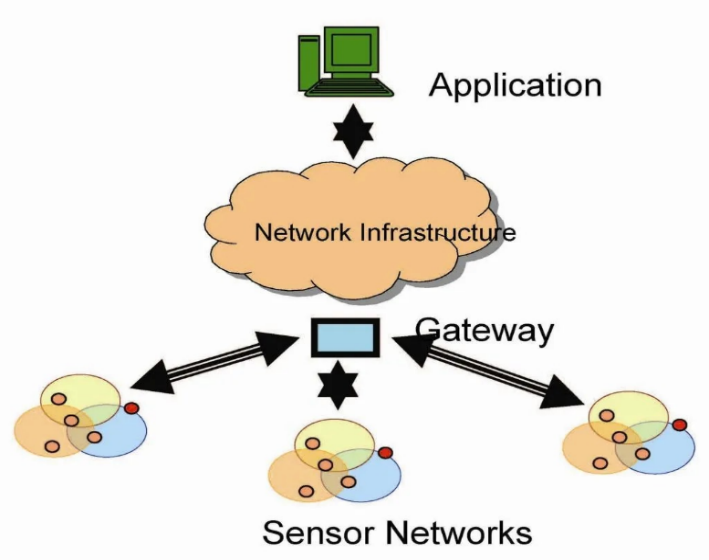 Application
Network Infrastructure
Gateway
Sensor Networks